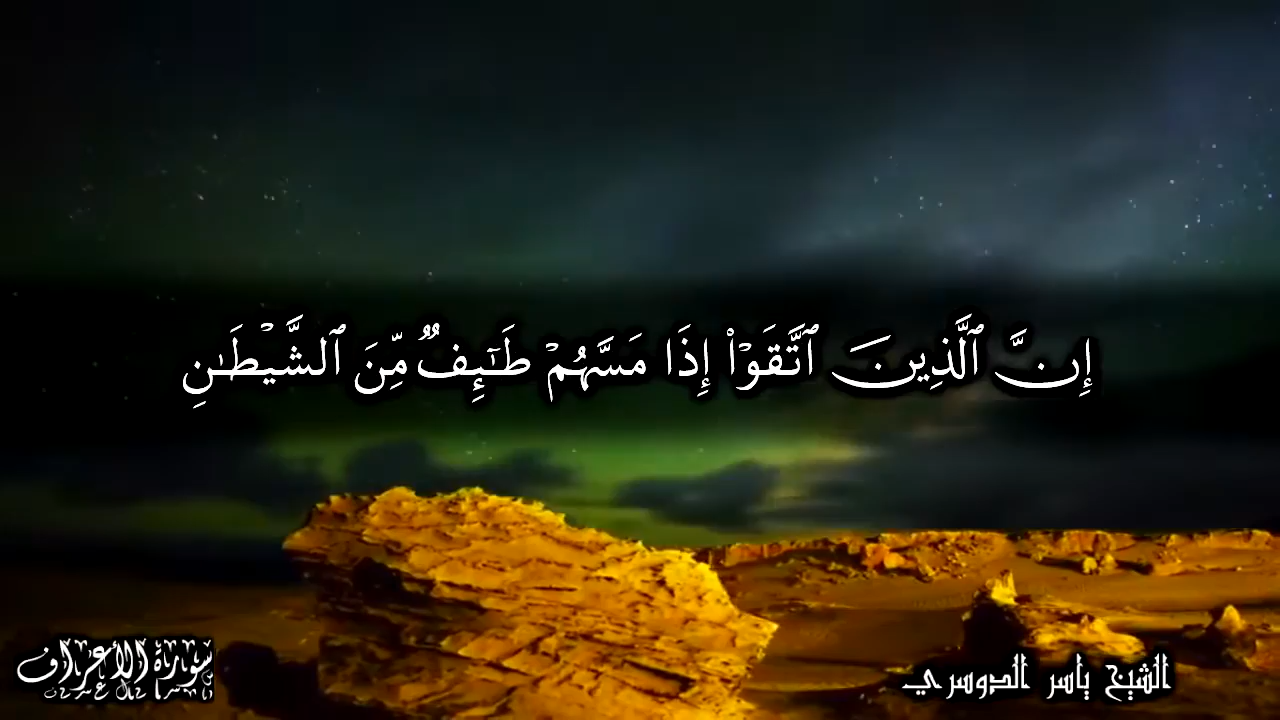 إِنَّ ٱلَّذِينَ ٱتَّقَوْا۟ إِذَا مَسَّهُمْ طَـٰٓئِفٌ مِّنَ ٱلشَّيْطَـٰنِ
سورة الأعراف
الشيخ ياسر الدوسري